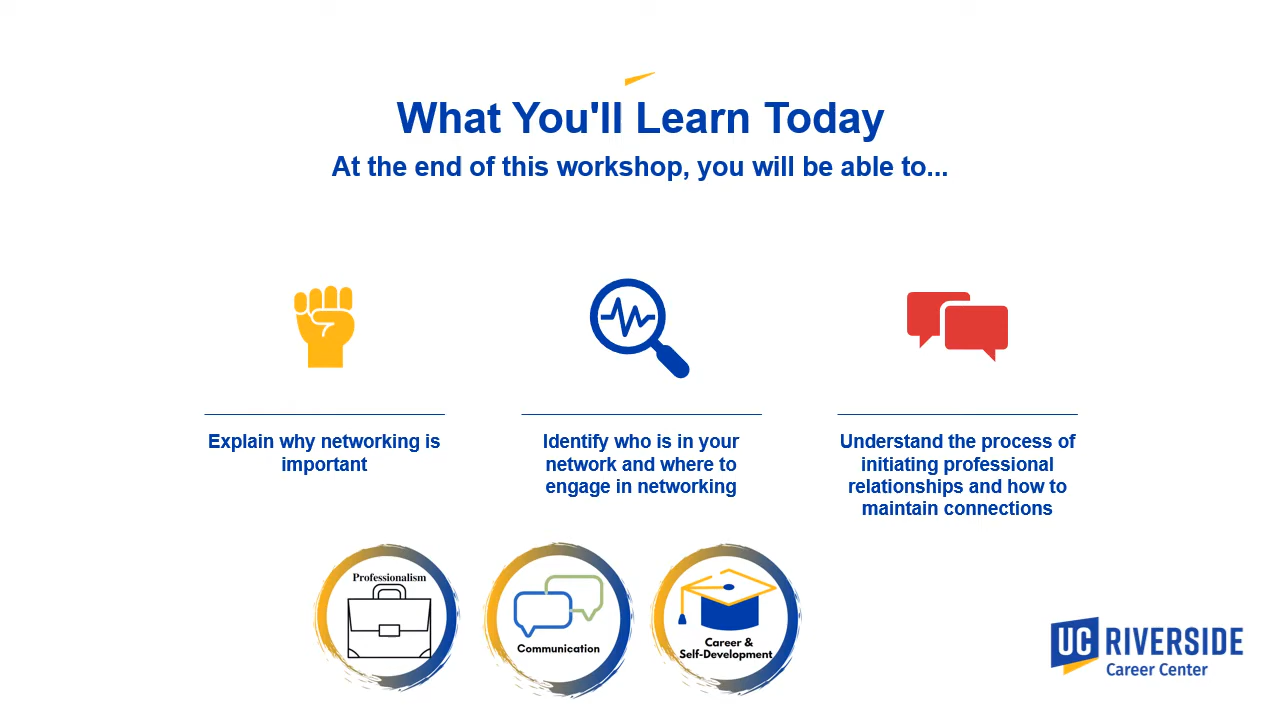 What You'll Learn Today
At the end of this workshop, you will be able to...
Explain why networking is
important
Identify who is in your
network and where to
engage in networking
Understand the process of
initiating professional
relationships and how to
maintain connections
Professionalism
Communication
Career &
Self-Development
UC RIVERSIDE
Career Center